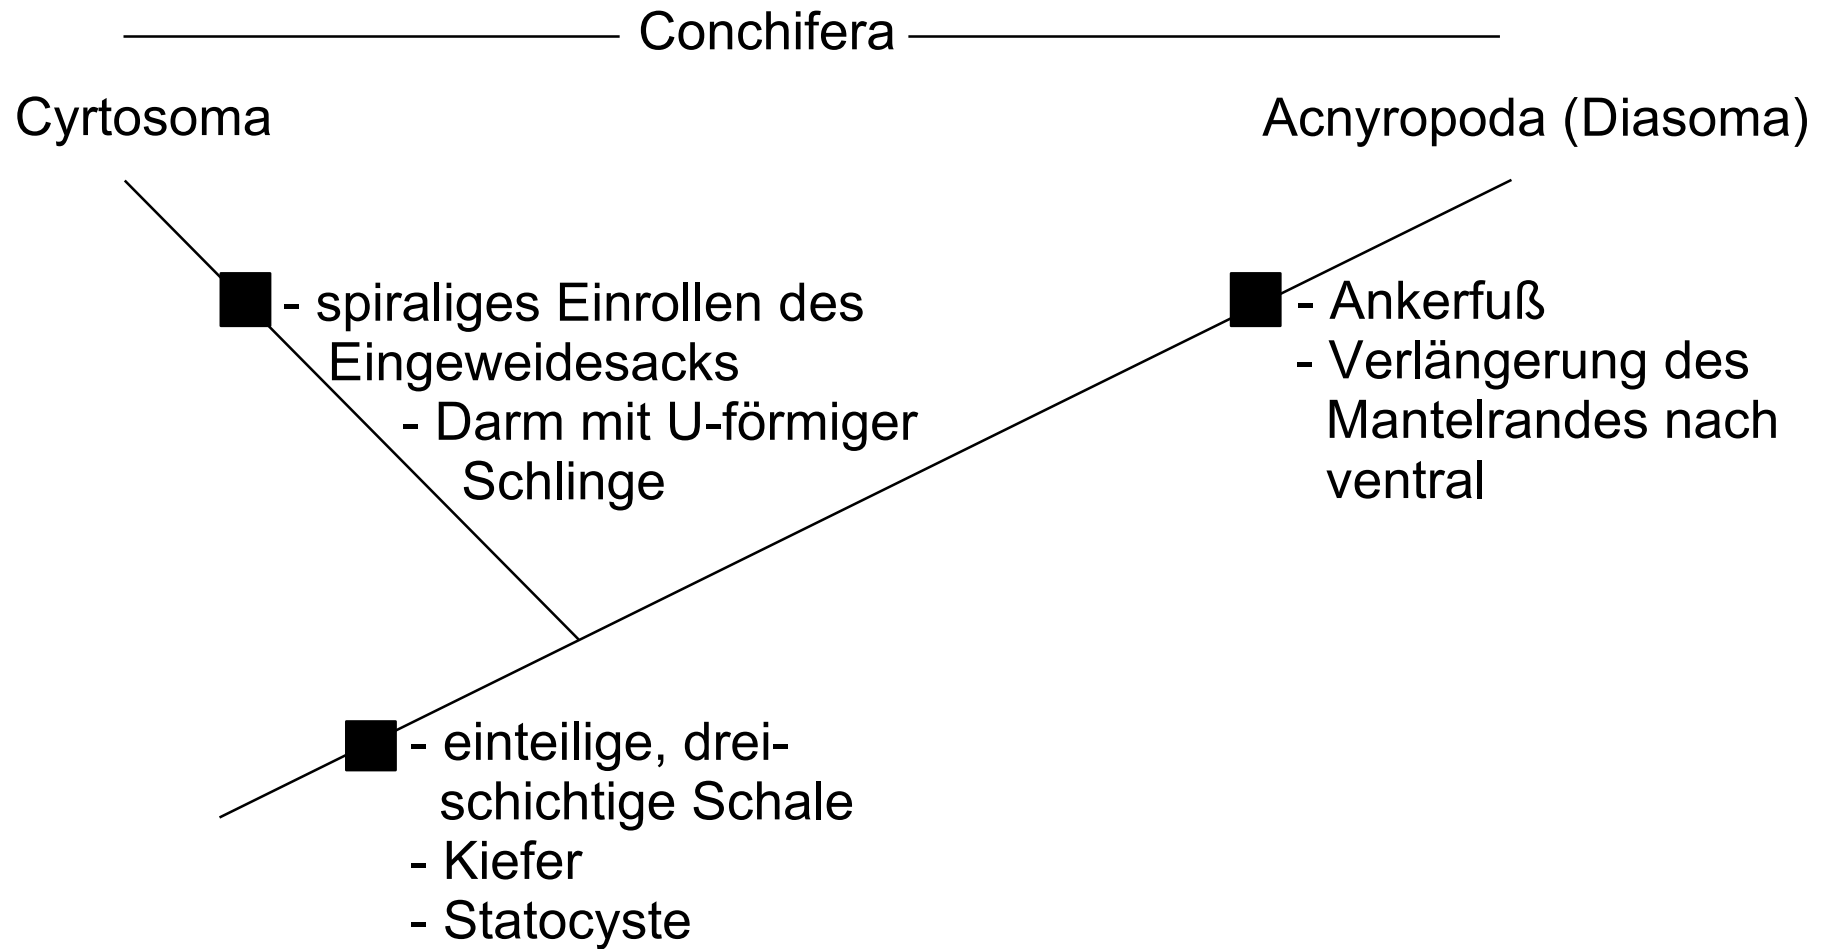 Conchifera
Cyrtosoma
Acnyropoda (Diasoma)
- spiraliges Einrollen des
Eingeweidesacks
- Darm mit U-förmiger
Schlinge
- Ankerfuß
- Verlängerung des
Mantelrandes nach
ventral
- einteilige, drei-
schichtige Schale
- Kiefer
- Statocyste